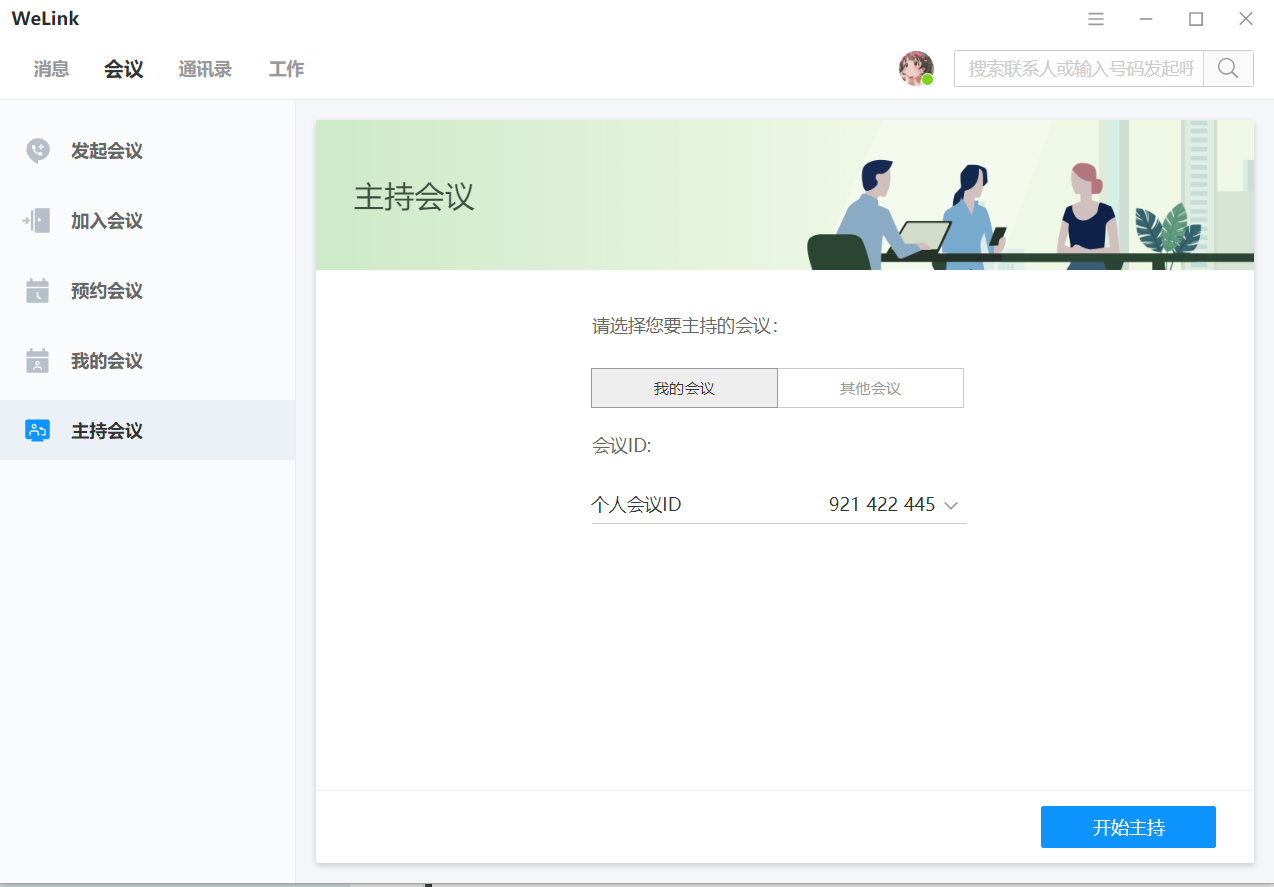 WeLink
消息 会议 通讯录 工作
搜索联系人或输入号码发起呼
发起会议
加入会议
预约会议
我的会议
主持会议
主持会议
请选择您要主持的会议:
我的会议 其他会议
会议ID:
个人会议ID 921 422 445
开始主持